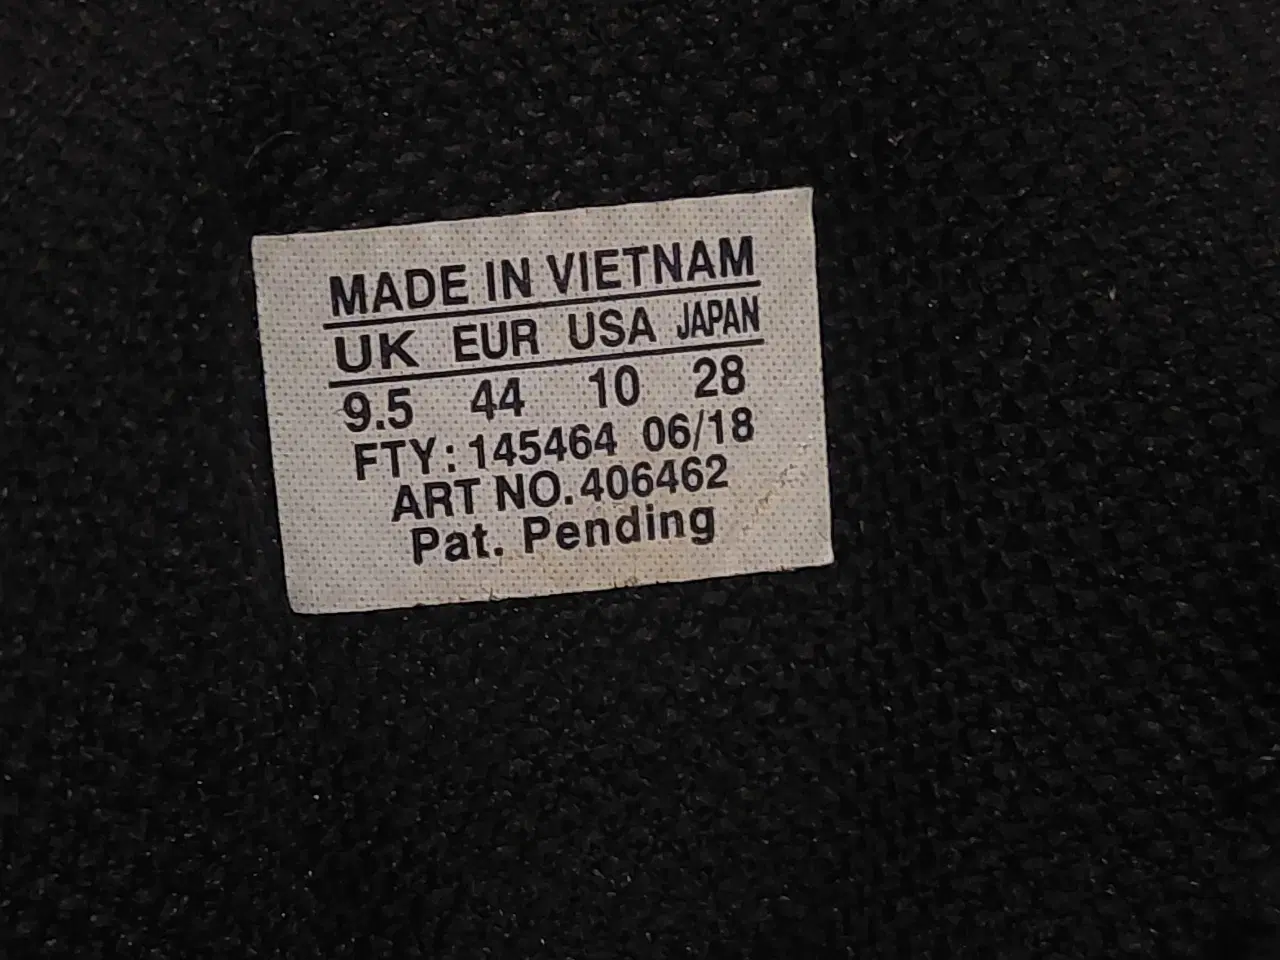 MADE IN VIETNAM
UK EUR USA JAPAN
9.5 44 10 28
FTY: 145464 06/18
ART NO. 406462
Pat. Pending